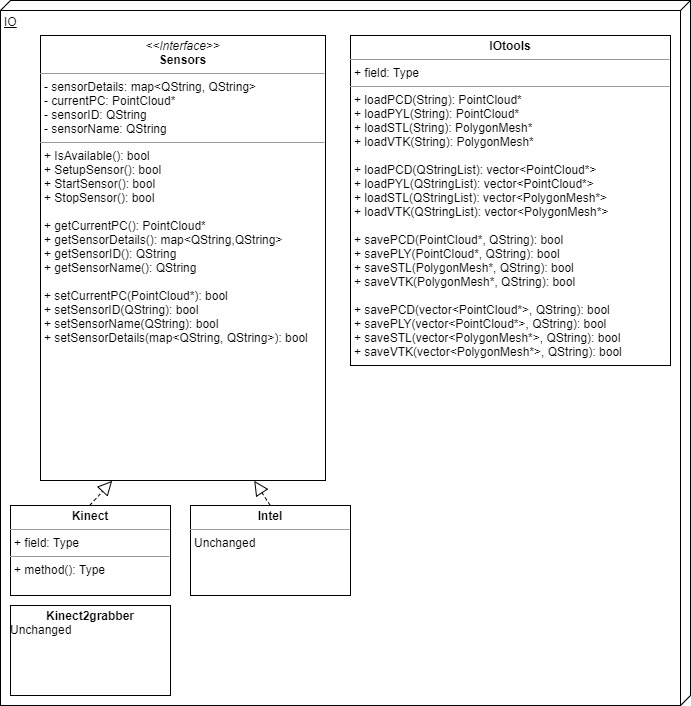 IO
<<Interface>>
Sensors
- sensorDetails: map<QString, QString>
- currentPC: PointCloud*
- sensorID: QString
- sensorName: QString
+ IsAvailable(): bool
+ SetupSensor(): bool
+ StartSensor(): bool
+ StopSensor(): bool
+ getCurrentPC(): PointCloud*
+ getSensorDetails(): map<QString,QString>
+ getSensorID(): QString
+ getSensorName(): QString
+ setCurrentPC(PointCloud*): bool
+ setSensorID(QString): bool
+ setSensorName(QString): bool
+ setSensorDetails(map<QString, QString>): bool
IOtools
+ field: Type
+ loadPCD(String): PointCloud*
+ loadPYL(String): PointCloud*
+ loadSTL(String): PolygonMesh*
+ loadVTK(String): PolygonMesh*
+ loadPCD(QStringList): vector<PointCloud*>
+ loadPYL(QStringList): vector<PointCloud*>
+ loadSTL(QStringList): vector<PolygonMesh*>
+ loadVTK(QStringList): vector<PolygonMesh*>
+ savePCD(PointCloud*, QString): bool
+ savePLY(PointCloud*, QString): bool
+ saveSTL(PolygonMesh*, QString): bool
+ saveVTK(PolygonMesh*, QString): bool
+ savePCD(vector<PointCloud*>, QString): bool
+ savePLY(vector<PointCloud*>, QString): bool
+ saveSTL(vector<PolygonMesh*>, QString): bool
+ saveVTK(vector<PolygonMesh*>, QString): bool
Kinect
+ field: Type
+ method(): Type
Intel
Unchanged
Kinect2grabber
Unchanged